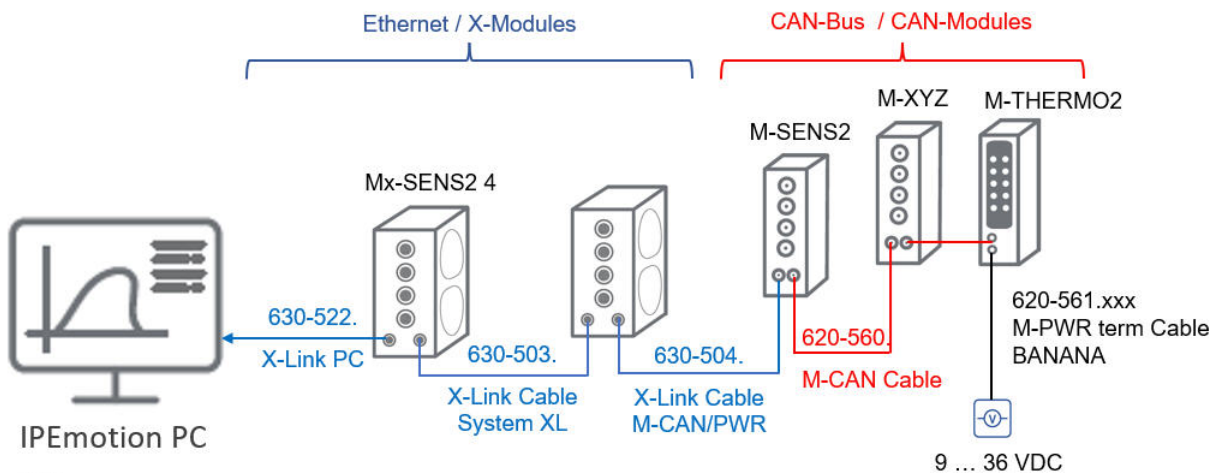 Ethernet / X-Modules
CAN-Bus / CAN-Modules
M-XYZ
M-THERMO2
M-SENS2
Mx-SENS2 4
630-522.
X-Link PC
630-503.
X-Link Cable
System XL
630-504.
X-Link Cable
M-CAN/PWR
620-560.
M-CAN Cable
620-561.xxx
M-PWR term Cable
BANANA
V
9 … 36 VDC
IPEmotion PC